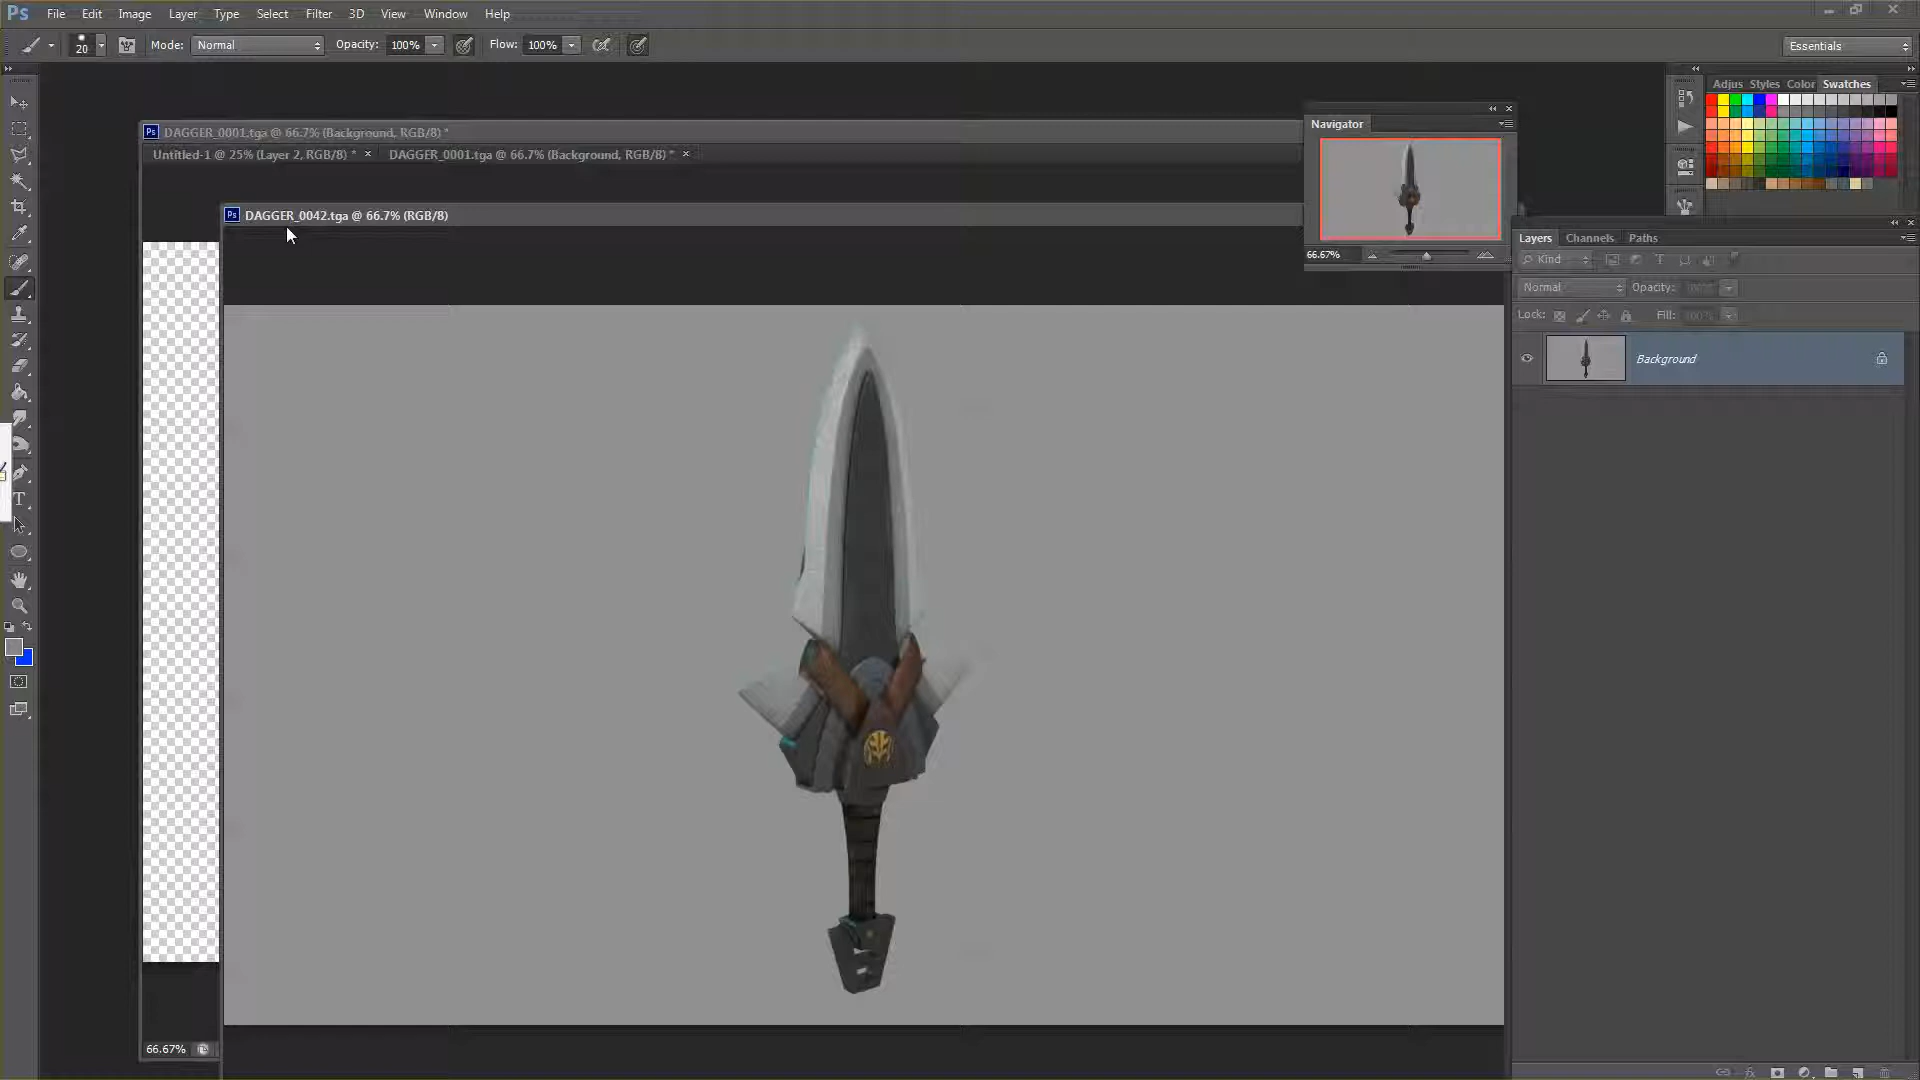 Ps File Edit Image Layer Type Select Filter 3D View Window Help
20 Mode: Normal Opacity: 100% Flow: 100% Essentials
Adjus Styles Color Swatches
Navigator
DAGGER_0001.tga @ 66.7% (Background, RGB/8) *
Untitled-1 @ 25% (Layer 2, RGB/8) * × DAGGER_0001.tga @ 66.7% (Background, RGB/8) * ×
Ps DAGGER_0042.tga @ 66.7% (RGB/8)
66.67%
Layers Channels Paths
Kind
Normal Opacity: 100%
Lock: Fill: 100%
Background
T
66.67%